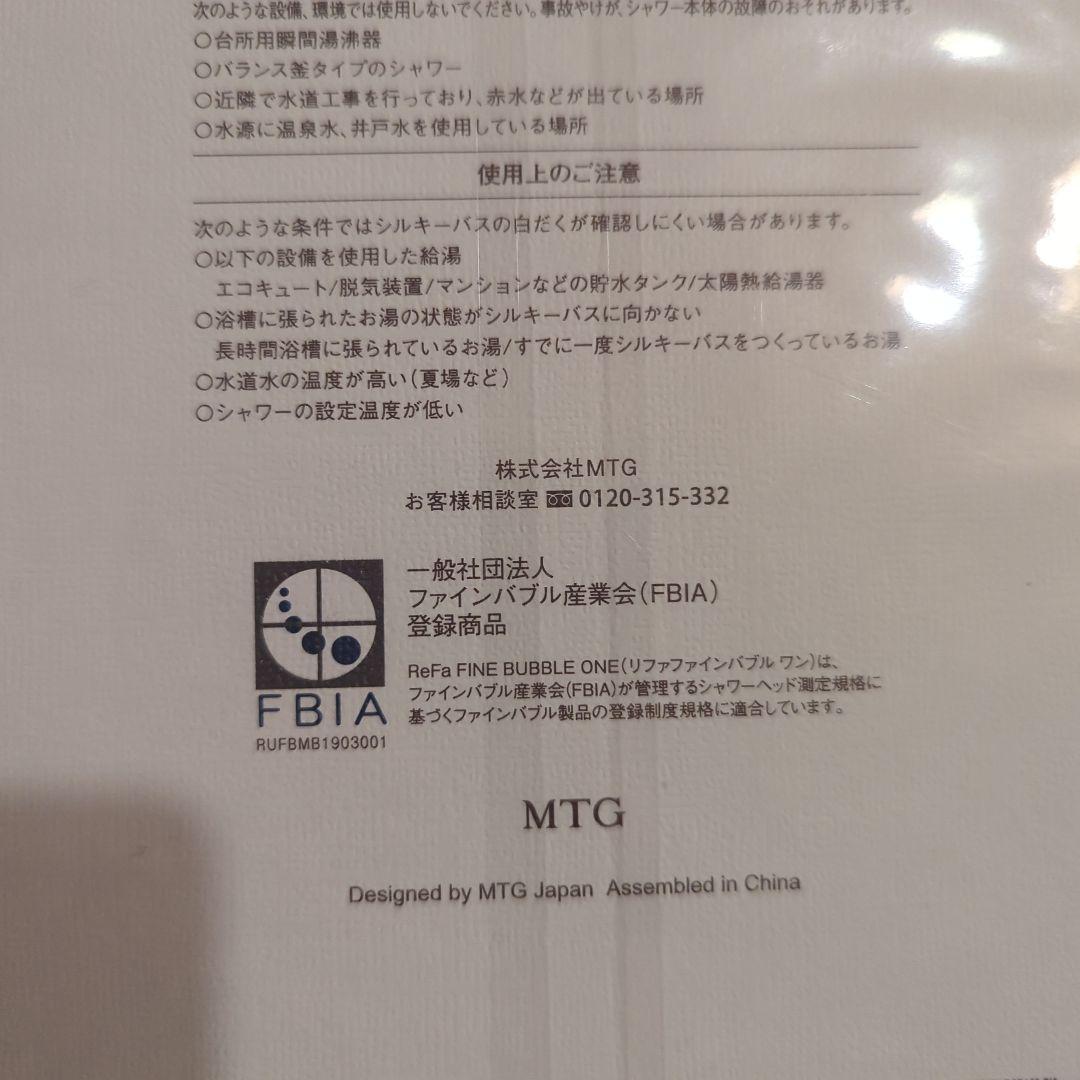 次のような設備、環境では使用しないでください。事故やけが、シャワー本体の故障のおそれがあります。
○台所用瞬間湯沸器
○バランス釜タイプのシャワー
○近隣で水道工事を行っており、赤水などが出ている場所
○水源に温泉水、井戸水を使用している場所
使用上のご注意
次のような条件ではシルキーバスの白だくが確認しにくい場合があります。
○以下の設備を使用した給湯
エコキュート/脱気装置/マンションなどの貯水タンク/太陽熱給湯器
○浴槽に張られたお湯の状態がシルキーバスに向かない
長時間浴槽に張られているお湯/すでに一度シルキーバスをつくっているお湯
○水道水の温度が高い(夏場など)
○シャワーの設定温度が低い
株式会社MTG
お客様相談室 0120-315-332
一般社団法人
ファインバブル産業会(FBIA)
登録商品
ReFa FINE BUBBLE ONE(リファファインバブル ワン)は、
ファインバブル産業会(FBIA)が管理するシャワーヘッド測定規格に
基づくファインバブル製品の登録制度規格に適合しています。
FBIA
RUFBMB1903001
MTG
Designed by MTG Japan Assembled in China